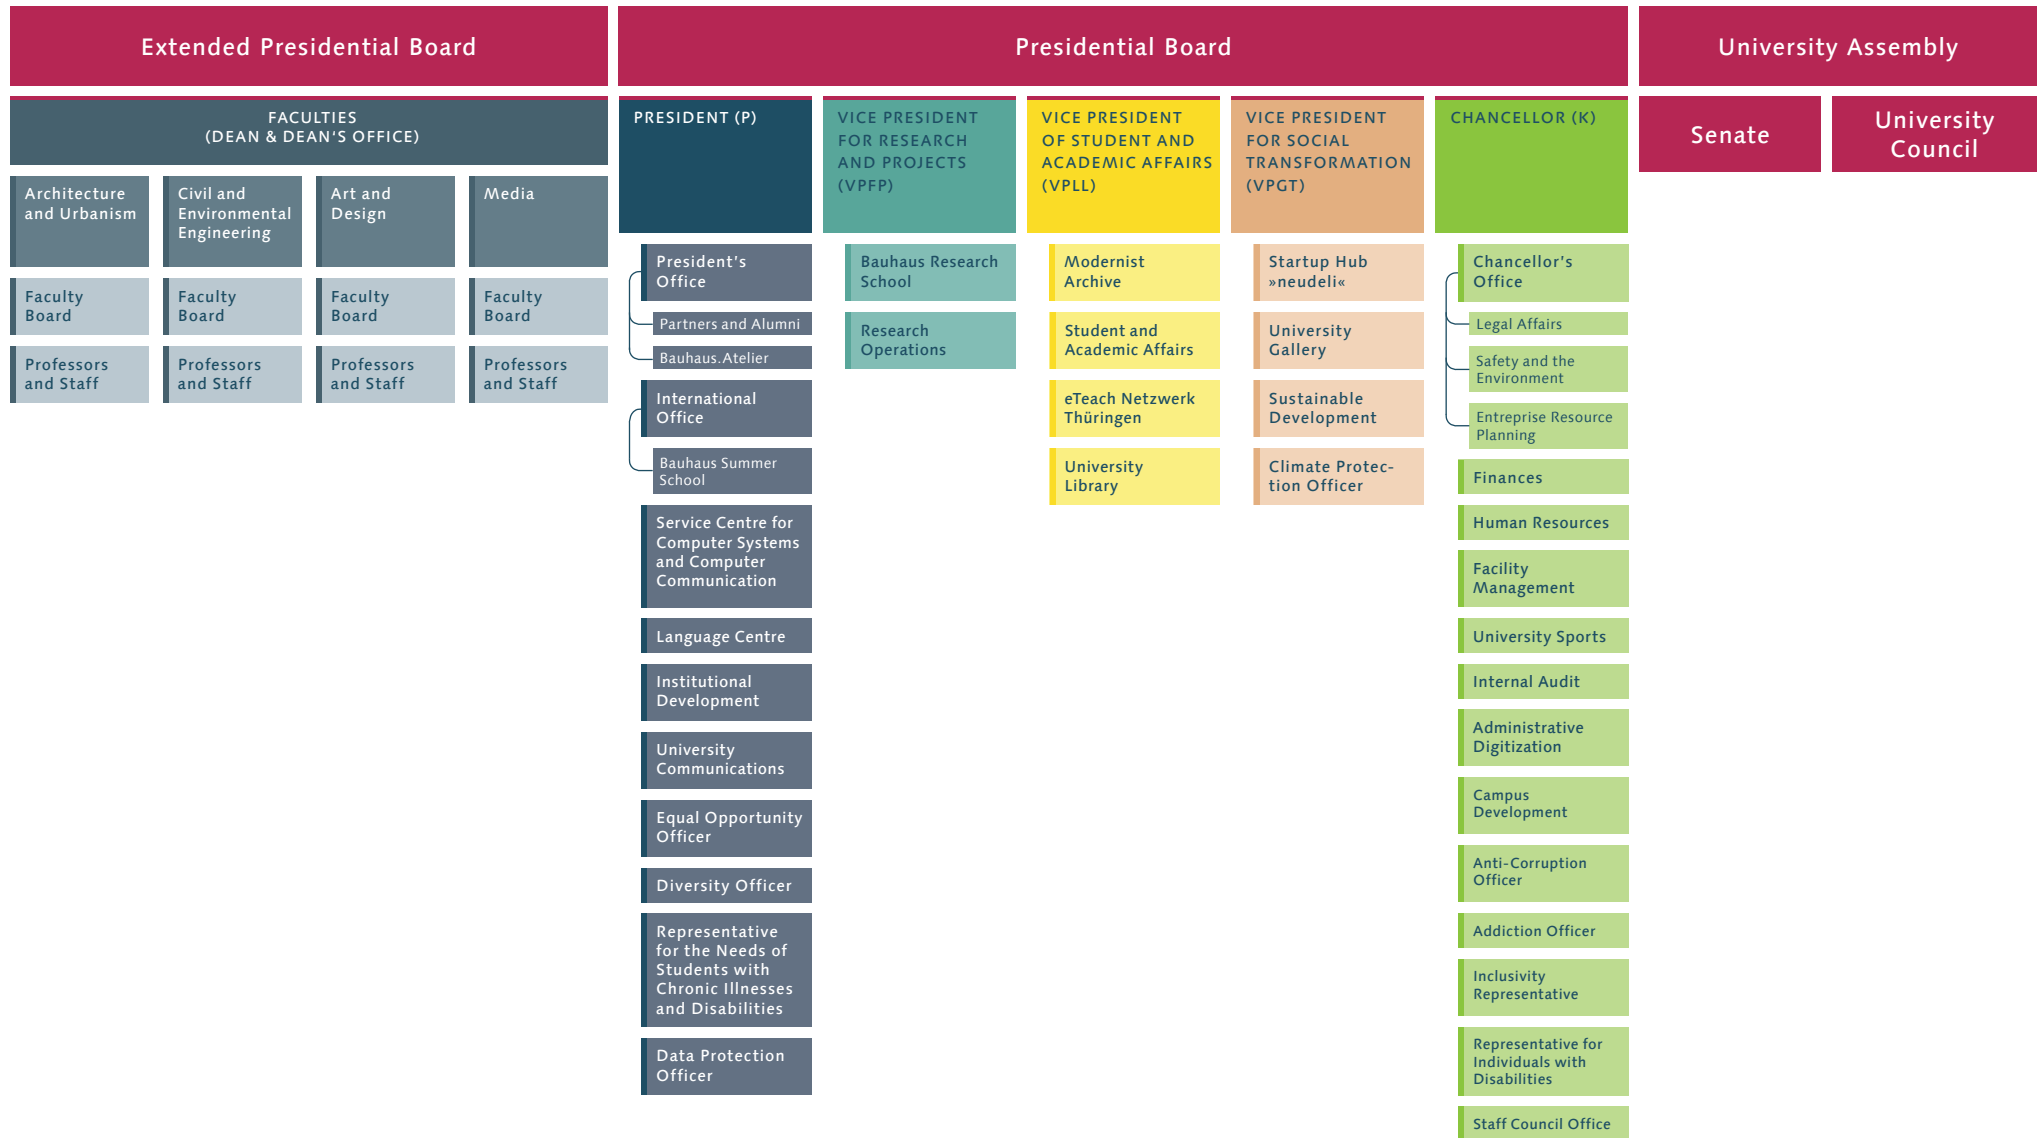 Extended Presidential Board
FACULTIES
(DEAN & DEAN'S OFFICE)
Architecture
and Urbanism
Faculty
Board
Professors
and Staff
Civil and
Environmental
Engineering
Faculty
Board
Professors
and Staff
Art and
Design
Faculty
Board
Professors
and Staff
Media
Faculty
Board
Professors
and Staff
Presidential Board
PRESIDENT (P)
President's
Office
Partners and Alumni
Bauhaus.Atelier
International
Office
Bauhaus Summer
School
Service Centre for
Computer Systems
and Computer
Communication
Language Centre
Institutional
Development
University
Communications
Equal Opportunity
Officer
Diversity Officer
Representative
for the Needs of
Students with
Chronic Illnesses
and Disabilities
Data Protection
Officer
VICE PRESIDENT
FOR RESEARCH
AND PROJECTS
(VPFP)
Bauhaus Research
School
Research
Operations
VICE PRESIDENT
OF STUDENT AND
ACADEMIC AFFAIRS
(VPLL)
Modernist
Archive
Student and
Academic Affairs
eTeach Netzwerk
Thüringen
University
Library
VICE PRESIDENT
FOR SOCIAL
TRANSFORMATION
(VPGT)
Startup Hub
»neudeli«
University
Gallery
Sustainable
Development
Climate Protec-
tion Officer
CHANCELLOR (K)
Chancellor's
Office
Legal Affairs
Safety and the
Environment
Entreprise Resource
Planning
Finances
Human Resources
Facility
Management
University Sports
Internal Audit
Administrative
Digitization
Campus
Development
Anti-Corruption
Officer
Addiction Officer
Inclusivity
Representative
Representative for
Individuals with
Disabilities
Staff Council Office
University Assembly
Senate
University
Council